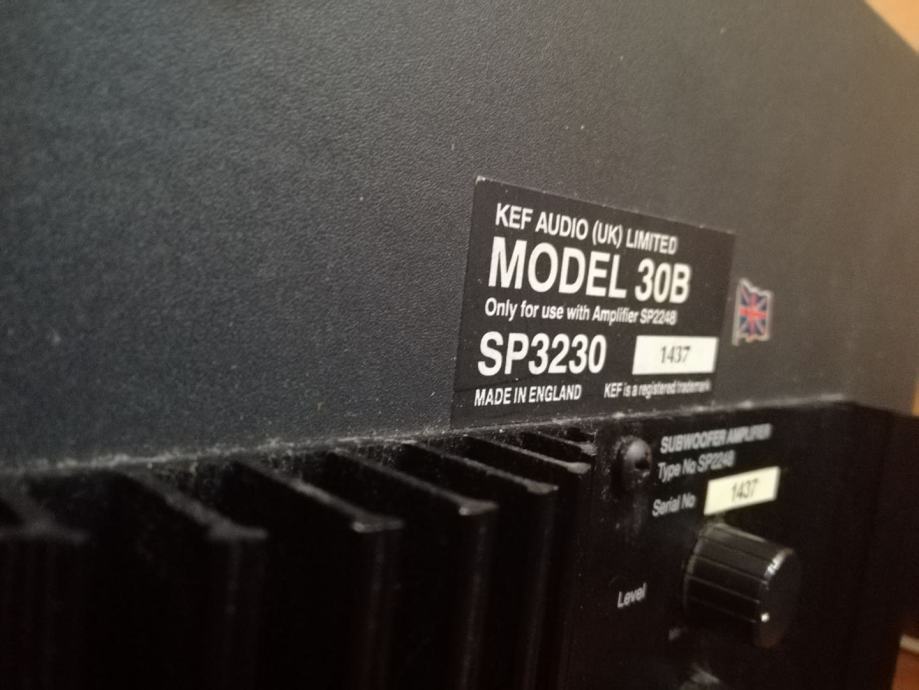 KEF AUDIO (UK) LIMITED
MODEL 30B
Only for use with Amplifier SP2248
SP3230 1437
MADE IN ENGLAND KEF is a registered trademark
SUBWOOFER AMPLIFIER
Type No SP2248
Serial No 1437
Level